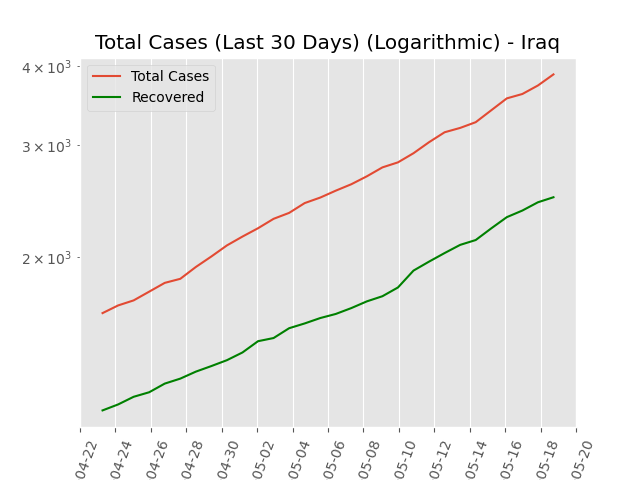 Total Cases (Last 30 Days) (Logarithmic) - Iraq
4 × 10³
3 × 10³
2 × 10³
Total Cases
Recovered
04-22
04-24
04-26
04-28
04-30
05-02
05-04
05-06
05-08
05-10
05-12
05-14
05-16
05-18
05-20